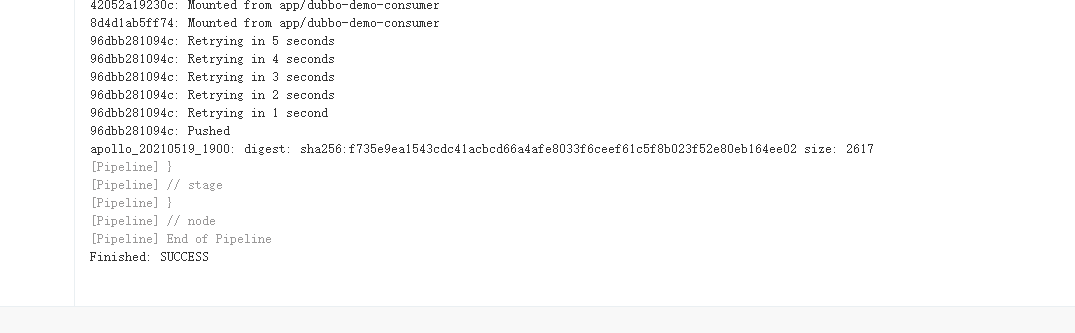 42052a19230c: Mounted from app/dubbo-demo-consumer
8d4d1ab5ff74: Mounted from app/dubbo-demo-consumer
96dbb281094c: Retrying in 5 seconds
96dbb281094c: Retrying in 4 seconds
96dbb281094c: Retrying in 3 seconds
96dbb281094c: Retrying in 2 seconds
96dbb281094c: Retrying in 1 second
96dbb281094c: Pushed
apollo_20210519_1900: digest: sha256:f735e9ea1543cdc41acbcd66a4afe8033f6ceef61c5f8b023f52e80eb164ee02 size: 2617
[Pipeline] }
[Pipeline] // stage
[Pipeline] }
[Pipeline] // node
[Pipeline] End of Pipeline
Finished: SUCCESS